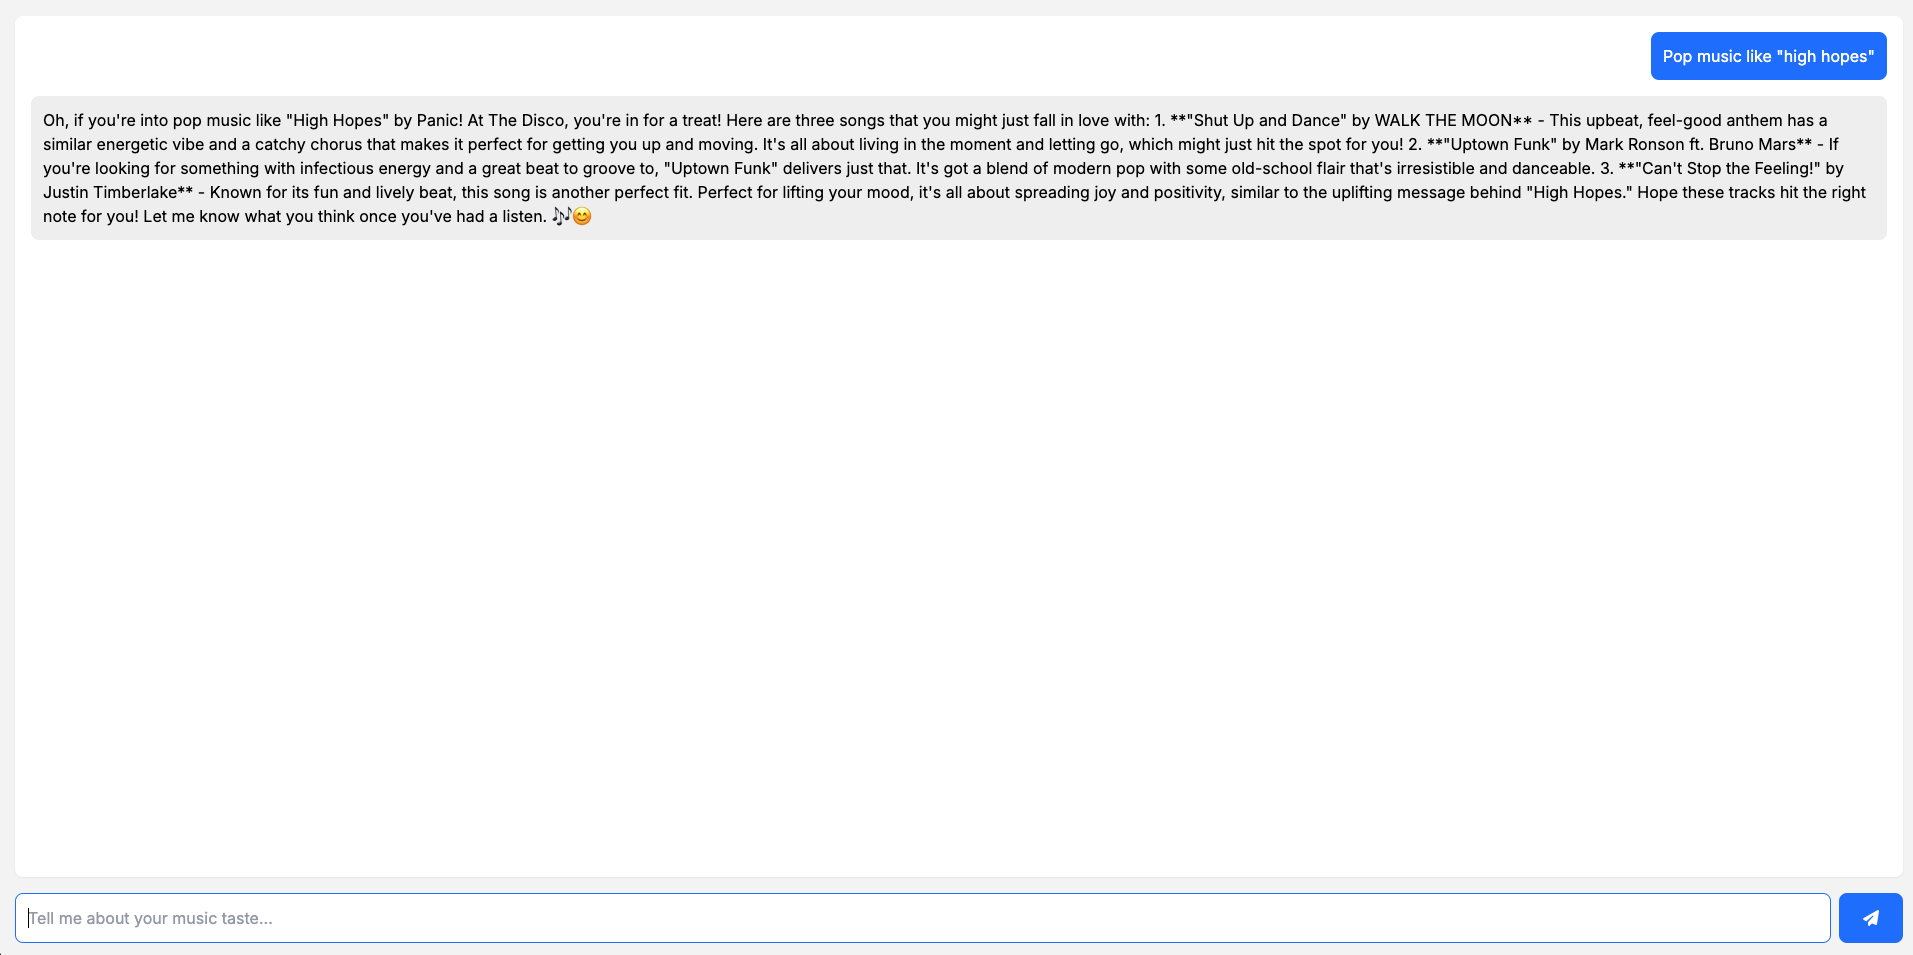 Pop music like "high hopes"
Oh, if you're into pop music like "High Hopes" by Panic! At The Disco, you're in for a treat! Here are three songs that you might just fall in love with: 1. **"Shut Up and Dance" by WALK THE MOON** - This upbeat, feel-good anthem has a
similar energetic vibe and a catchy chorus that makes it perfect for getting you up and moving. It's all about living in the moment and letting go, which might just hit the spot for you! 2. **"Uptown Funk" by Mark Ronson ft. Bruno Mars** - If
you're looking for something with infectious energy and a great beat to groove to, "Uptown Funk" delivers just that. It's got a blend of modern pop with some old-school flair that's irresistible and danceable. 3. **"Can't Stop the Feeling!" by
Justin Timberlake** - Known for its fun and lively beat, this song is another perfect fit. Perfect for lifting your mood, it's all about spreading joy and positivity, similar to the uplifting message behind "High Hopes." Hope these tracks hit the right
note for you! Let me know what you think once you've had a listen. 🎶😊
Tell me about your music taste...